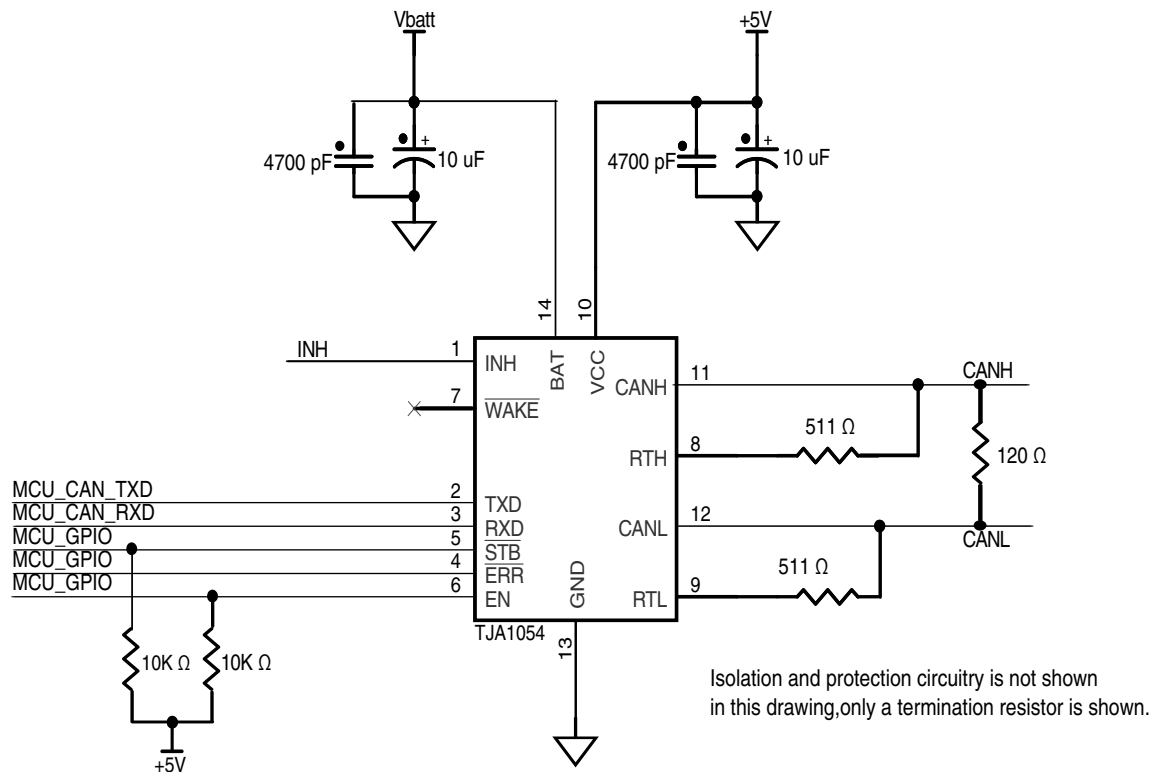 Vbatt
+5V
4700 pF
+
10 uF
4700 pF
+
10 uF
14
10
INH
1
INH
BAT
VCC
7
WAKE
CANH
11
CANH
511 Ω
RTH
8
120 Ω
MCU_CAN_TXD
2
TXD
MCU_CAN_RXD
3
RXD
MCU_GPIO
5
STB
MCU_GPIO
4
ERR
MCU_GPIO
6
EN
CANL
12
CANL
511 Ω
RTL
9
GND
TJA1054
13
10K Ω
10K Ω
+5V
Isolation and protection circuitry is not shown
in this drawing,only a termination resistor is shown.